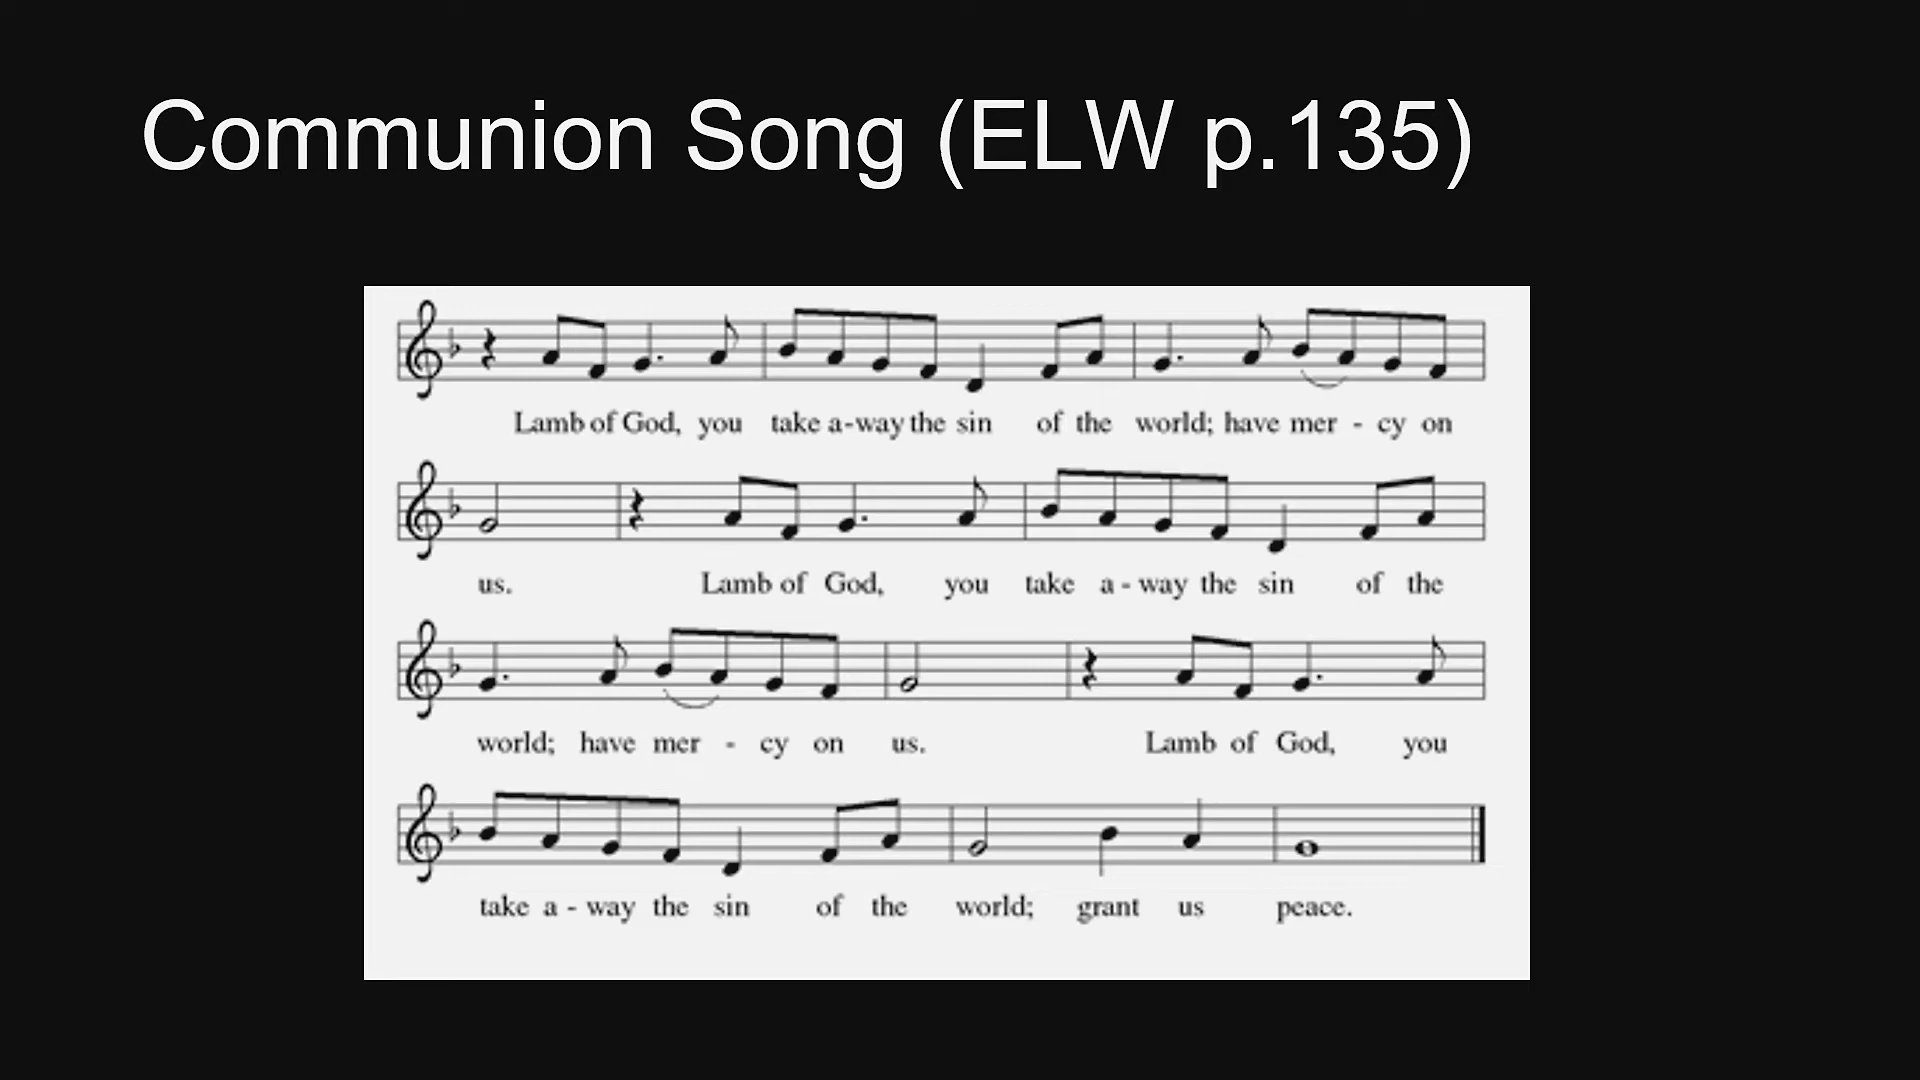 Communion Song (ELW p.135)
Lamb of God, you take a-way the sin of the world; have mer - cy on
us. Lamb of God, you take a - way the sin of the
world; have mer - cy on us. Lamb of God, you
take a - way the sin of the world; grant us peace.